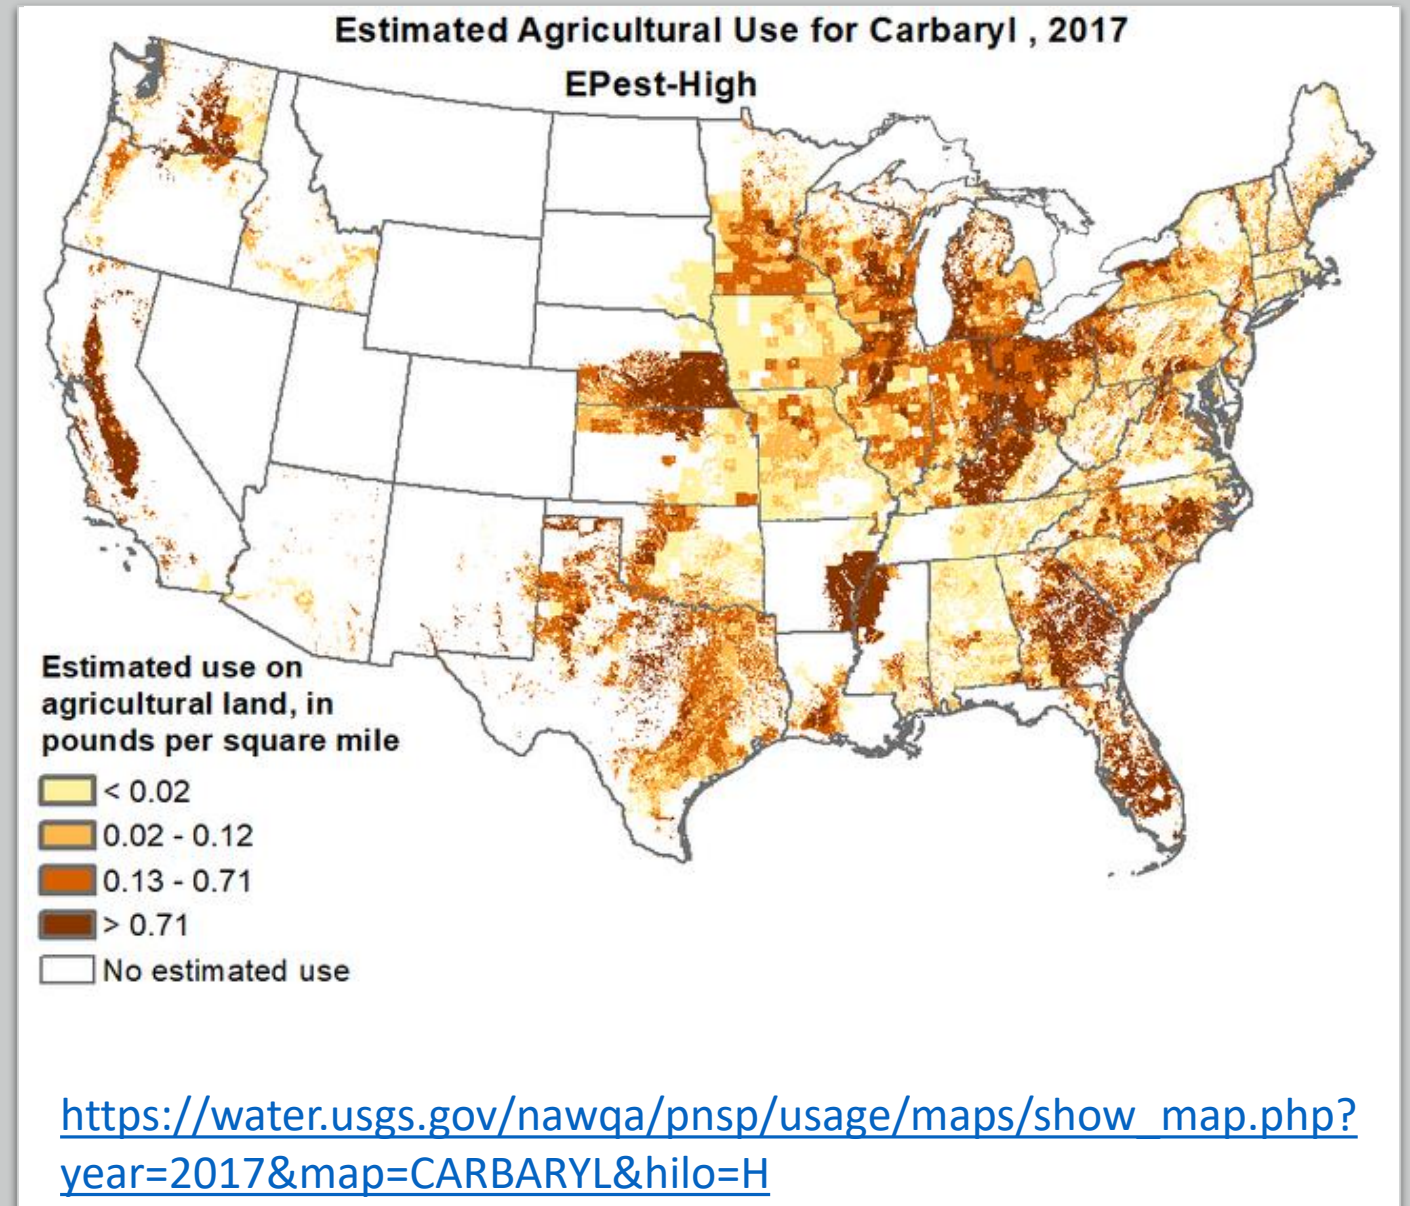 Estimated Agricultural Use for Carbaryl , 2017
EPest-High
Estimated use on
agricultural land, in
pounds per square mile
< 0.02
0.02 - 0.12
0.13 - 0.71
> 0.71
No estimated use
https://water.usgs.gov/nawqa/pnsp/usage/maps/show_map.php?
year=2017&map=CARBARYL&hilo=H